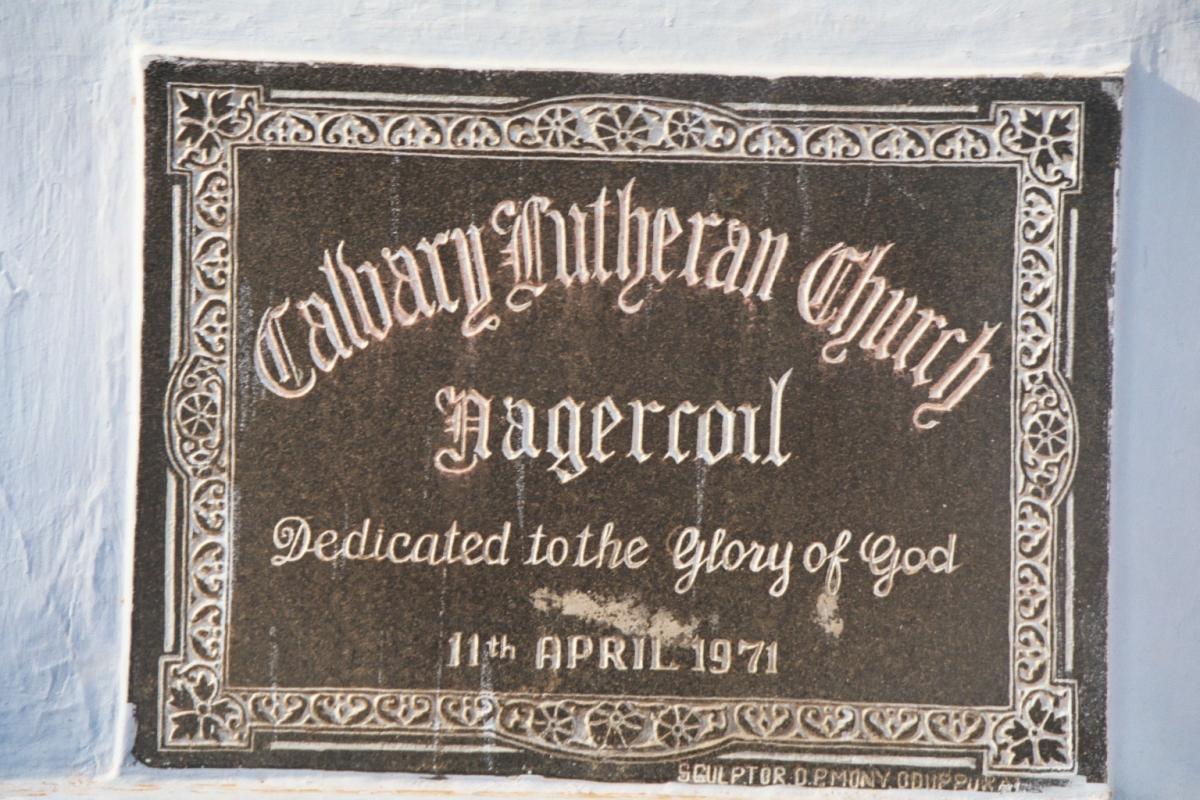 Calvary Lutheran Church
Nagercoil
Dedicated to the Glory of God
11th APRIL 1971
SCULPTOR O.P.MONY.